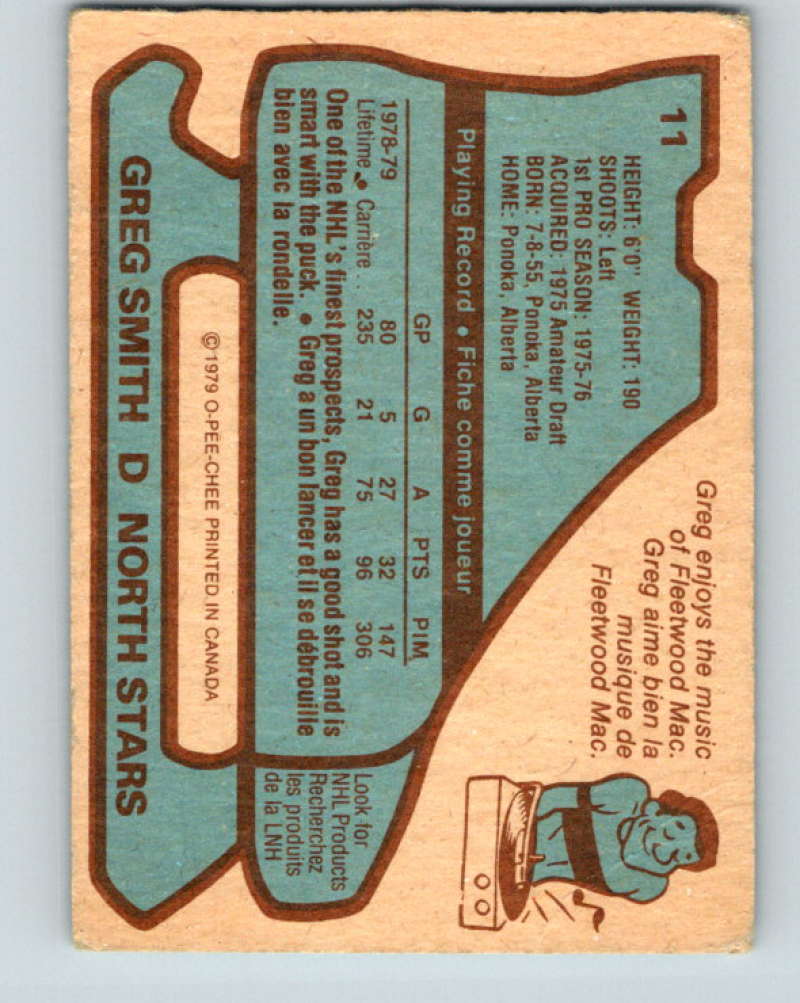 11
HEIGHT: 6'0" WEIGHT: 190
SHOOTS: Left
1st PRO SEASON: 1975-76
ACQUIRED: 1975 Amateur Draft
BORN: 7-8-55, Ponoka, Alberta
HOME: Ponoka, Alberta
Greg enjoys the music
of Fleetwood Mac.
Greg aime bien la
musique de
Fleetwood Mac.
Playing Record • Fiche comme joueur
GP G A PTS PIM
1978-79 80 5 27 32 147
Lifetime • Carrière . . 235 21 75 96 306
One of the NHL's finest prospects, Greg has a good shot and is
smart with the puck. • Greg a un bon lancer et il se débrouille
bien avec la rondelle.
Look for
NHL Products
Recherchez
les produits
de la LNH
©1979 O-PEE-CHEE PRINTED IN CANADA
GREG SMITH D NORTH STARS